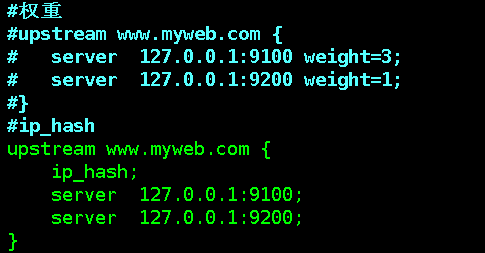 #权重
#upstream www.myweb.com {
#   server  127.0.0.1:9100 weight=3;
#   server  127.0.0.1:9200 weight=1;
#}
#ip_hash
upstream www.myweb.com {
    ip_hash;
    server  127.0.0.1:9100;
    server  127.0.0.1:9200;
}